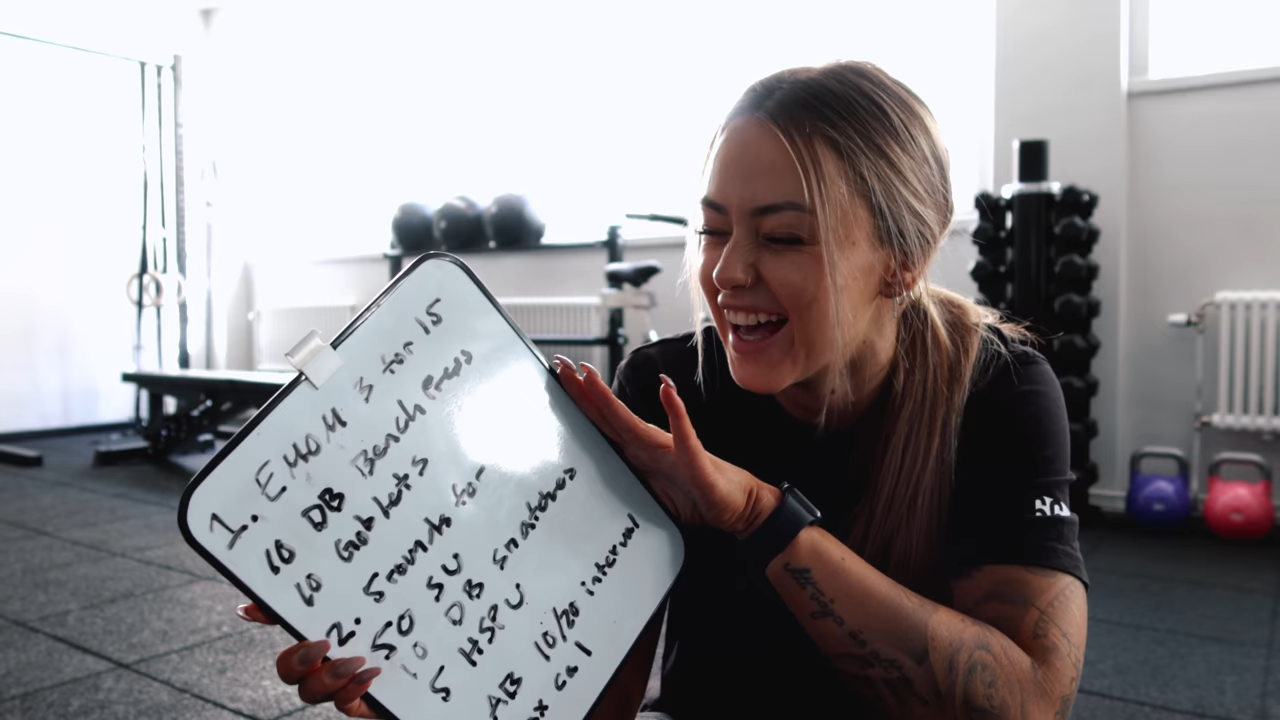 1. EMOM 3 for 15
10 DB Bench Press
10 Goblets
2. 5 rounds for
50 SU
10 DB snatches
5 HSPU
AB 10/20 interval
cal